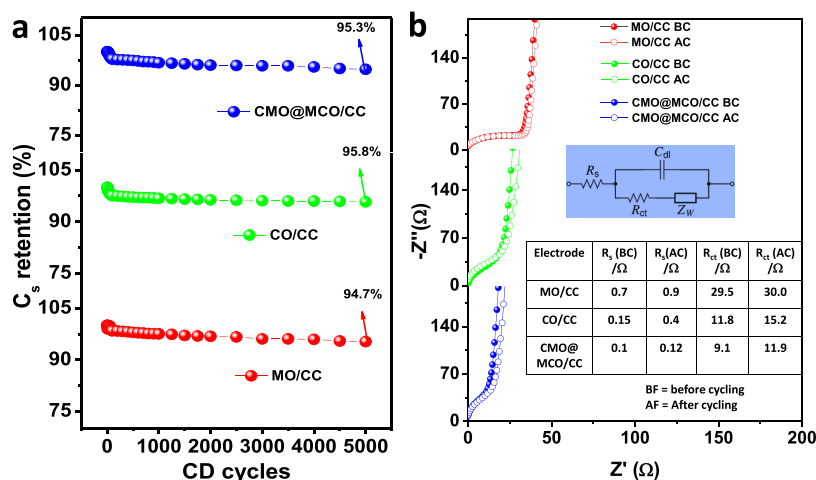 a
105
95
75
105
95
75
105
95
75
95.3%
CMO@MCO/CC
95.8%
CO/CC
94.7%
MO/CC
Cs retention (%)
0 1000 2000 3000 4000 5000
CD cycles
b
140
70
0
140
70
0
140
70
0
-Z''(Ω)
MO/CC BC
MO/CC AC
CO/CC BC
CO/CC AC
CMO@MCO/CC BC
CMO@MCO/CC AC
Cdl
Rs
Rct
ZW
Electrode Rs (BC) /Ω Rs(AC) /Ω Rct (BC) /Ω Rct (AC) /Ω
MO/CC 0.7 0.9 29.5 30.0
CO/CC 0.15 0.4 11.8 15.2
CMO@ MCO/CC 0.1 0.12 9.1 11.9
BF = before cycling
AF = After cycling
0 50 100 150 200
Z' (Ω)